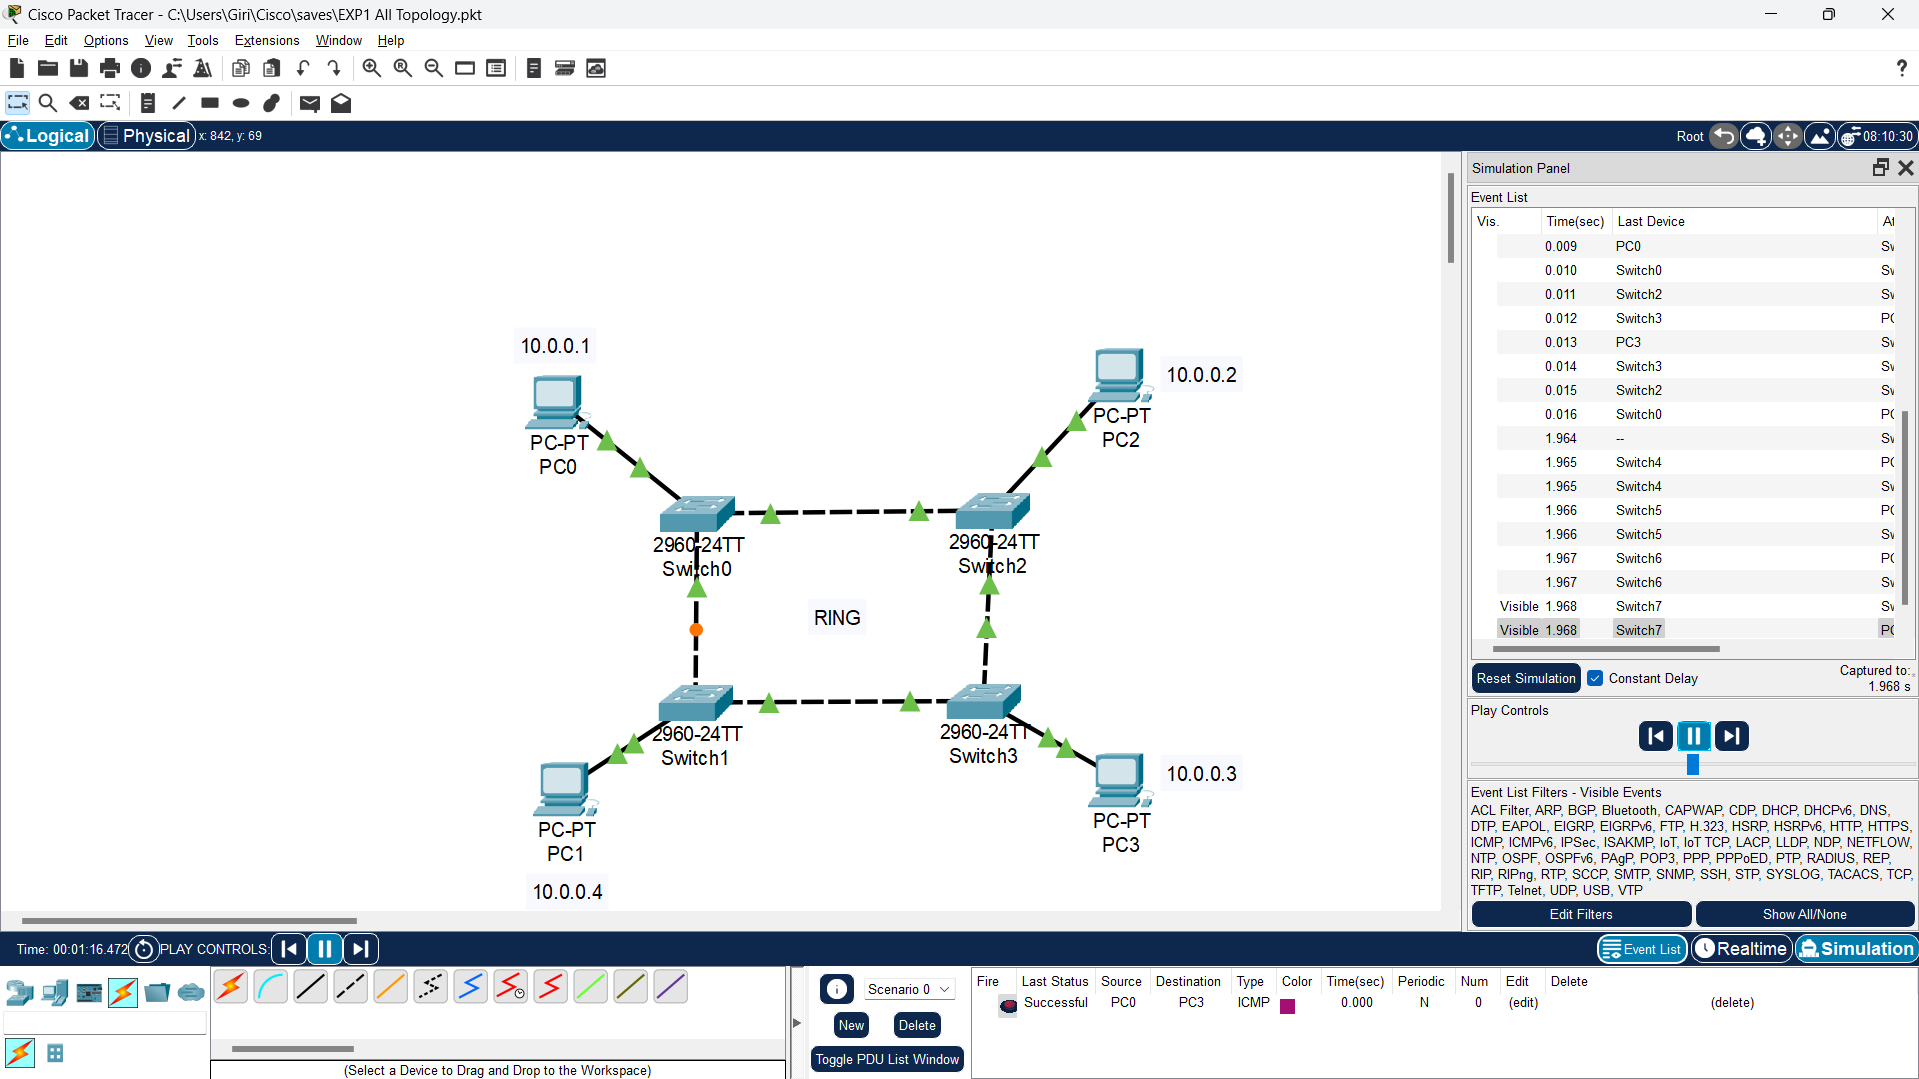 Cisco Packet Tracer - C:\Users\Giri\Cisco\saves\EXP1 All Topology.pkt
File Edit Options View Tools Extensions Window Help
Logical Physical x: 842, y: 69 Root 08:10:30
10.0.0.1
PC-PT
PC0
10.0.0.2
PC-PT
PC2
2960-24TT
Switch0
2960-24TT
Switch2
RING
2960-24TT
Switch1
2960-24TT
Switch3
PC-PT
PC1
10.0.0.4
10.0.0.3
PC-PT
PC3
Simulation Panel
Event List
Vis. Time(sec) Last Device At
0.009 PC0 Sw
0.010 Switch0 Sw
0.011 Switch2 Sw
0.012 Switch3 PC
0.013 PC3 Sw
0.014 Switch3 Sw
0.015 Switch2 Sw
0.016 Switch0 PC
1.964 -- Sw
1.965 Switch4 PC
1.965 Switch4 Sw
1.966 Switch5 PC
1.966 Switch5 Sw
1.967 Switch6 PC
1.967 Switch6 Sw
Visible 1.968 Switch7 Sw
Visible 1.968 Switch7 PC
Reset Simulation Constant Delay Captured to:
1.968 s
Play Controls
Event List Filters - Visible Events
ACL Filter, ARP, BGP, Bluetooth, CAPWAP, CDP, DHCP, DHCPv6, DNS,
DTP, EAPOL, EIGRP, EIGRPv6, FTP, H.323, HSRP, HSRPv6, HTTP, HTTPS,
ICMP, ICMPv6, IPSec, ISAKMP, IoT, IoT TCP, LACP, LLDP, NDP, NETFLOW,
NTP, OSPF, OSPFv6, PAgP, POP3, PPP, PPPoED, PTP, RADIUS, REP,
RIP, RIPng, RTP, SCCP, SMTP, SNMP, SSH, STP, SYSLOG, TACACS, TCP,
TFTP, Telnet, UDP, USB, VTP
Edit Filters Show All/None
Time: 00:01:16.472 PLAY CONTROLS: Event List Realtime Simulation
Scenario 0
New Delete
Toggle PDU List Window
Fire Last Status Source Destination Type Color Time(sec) Periodic Num Edit Delete
Successful PC0 PC3 ICMP 0.000 N 0 (edit) (delete)
(Select a Device to Drag and Drop to the Workspace)